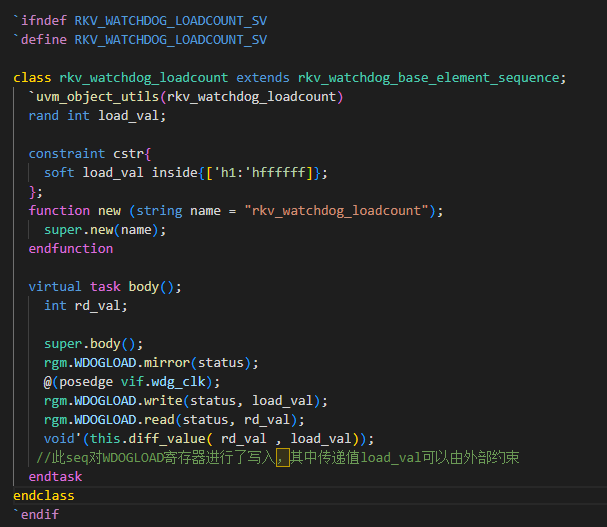 `ifndef RKV_WATCHDOG_LOADCOUNT_SV
`define RKV_WATCHDOG_LOADCOUNT_SV
class rkv_watchdog_loadcount extends rkv_watchdog_base_element_sequence;
`uvm_object_utils(rkv_watchdog_loadcount)
rand int load_val;
constraint cstr{
soft load_val inside{['h1:'hffffff]};
};
function new (string name = "rkv_watchdog_loadcount");
super.new(name);
endfunction
virtual task body();
int rd_val;
super.body();
rgm.WDOGLOAD.mirror(status);
@(posedge vif.wdg_clk);
rgm.WDOGLOAD.write(status, load_val);
rgm.WDOGLOAD.read(status, rd_val);
void'(this.diff_value( rd_val , load_val));
//此seq对WDOGLOAD寄存器进行了写入，其中传递值load_val可以由外部约束
endtask
endclass
`endif